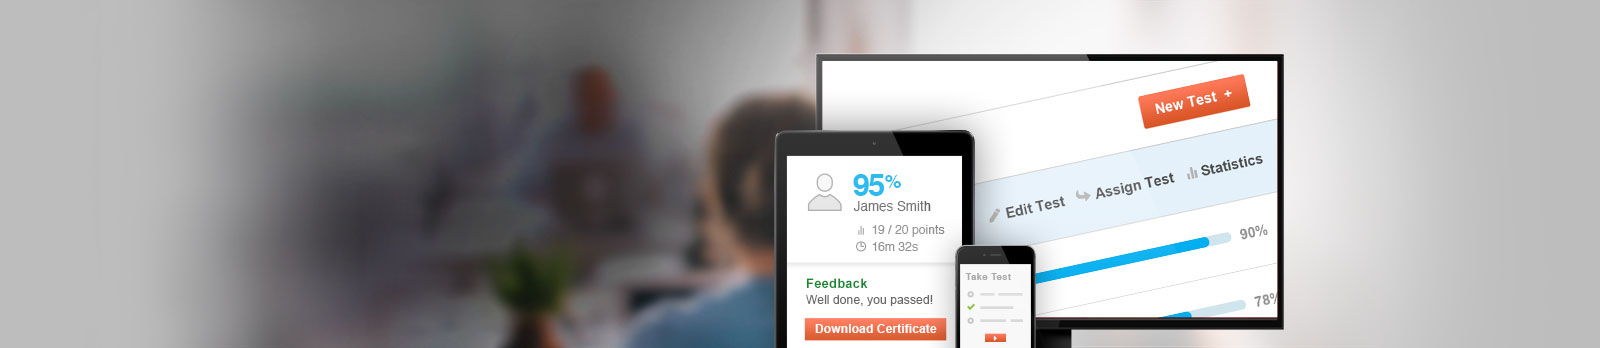 95%
James Smith
19 / 20 points
16m 32s
Feedback
Well done, you passed!
Download Certificate
Take Test
New Test +
Edit Test
Assign Test
Statistics
90%
78%